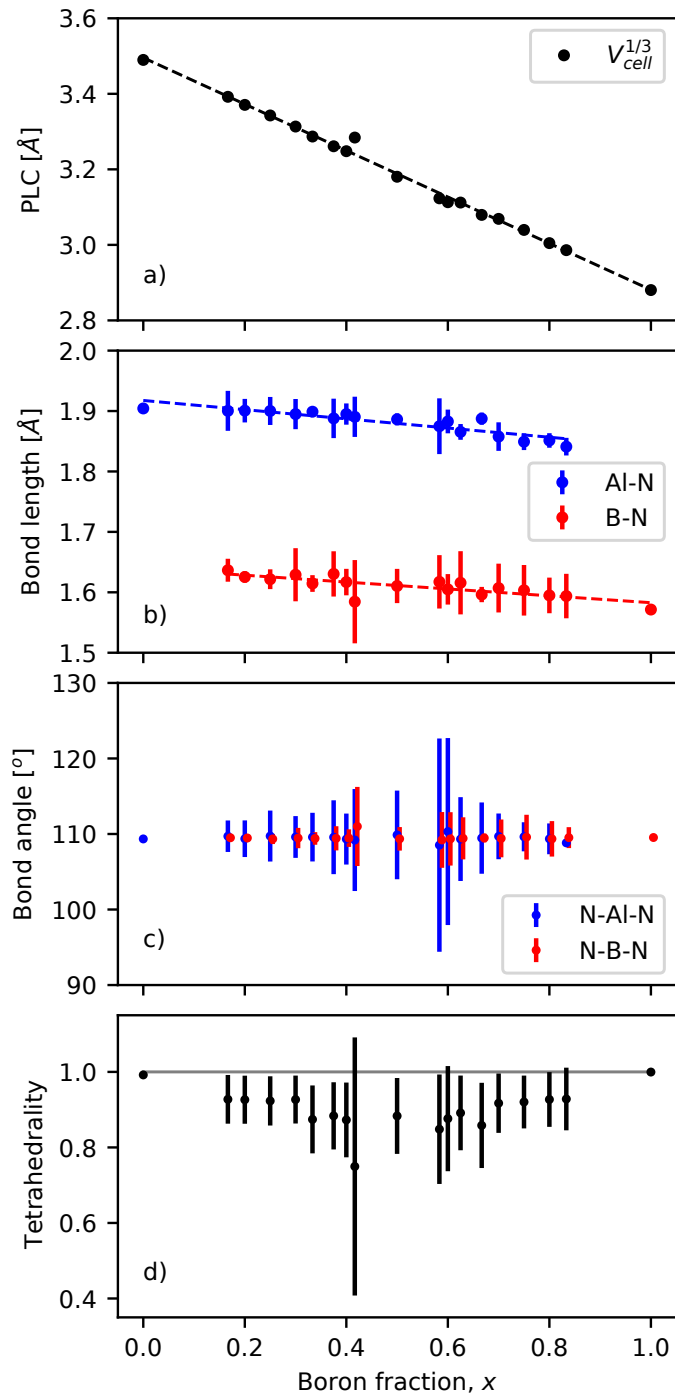 3.6
3.4
3.2
3.0
2.8
PLC [Å]
V_{cell}^{1/3}
a)
2.0
1.9
1.8
1.7
1.6
1.5
Bond length [Å]
Al-N
B-N
b)
130
120
110
100
90
Bond angle [°]
N-Al-N
N-B-N
c)
1.0
0.8
0.6
0.4
Tetrahedrality
d)
0.0 0.2 0.4 0.6 0.8 1.0
Boron fraction, x